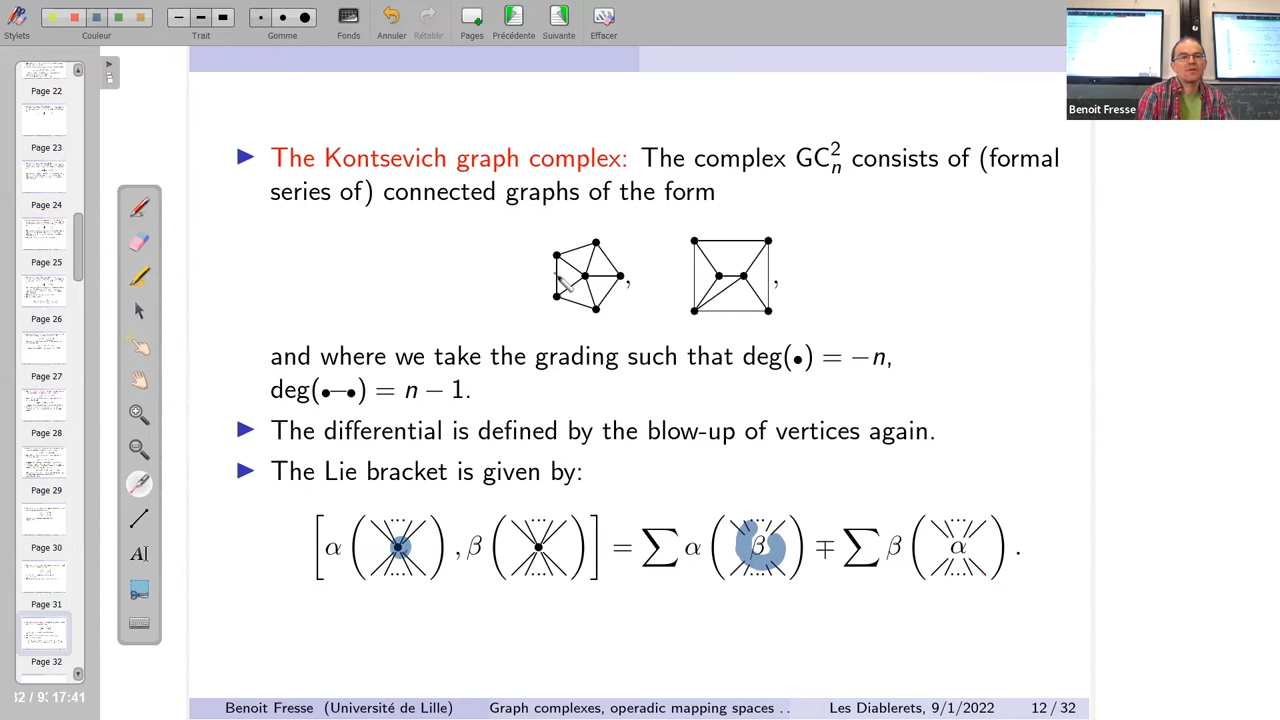 Stylets
Couleur
Trait
Gomme
Fonds
Annuler
Rétablir
Pages
Précédente
Suivante
Effacer
Benoit Fresse
Page 22
Page 23
Page 24
Page 25
Page 26
Page 27
Page 28
Page 29
Page 30
Page 31
Page 32
17:41
The Kontsevich graph complex: The complex GC²ₙ consists of (formal
series of) connected graphs of the form
, ,
and where we take the grading such that deg(•) = −n,
deg(•—•) = n − 1.
The differential is defined by the blow-up of vertices again.
The Lie bracket is given by:
[α(...), β(...)] = ∑ α(... β ...) ∓ ∑ β(... α ...).
Benoit Fresse (Université de Lille)
Graph complexes, operadic mapping spaces . .
Les Diablerets, 9/1/2022
12 / 32